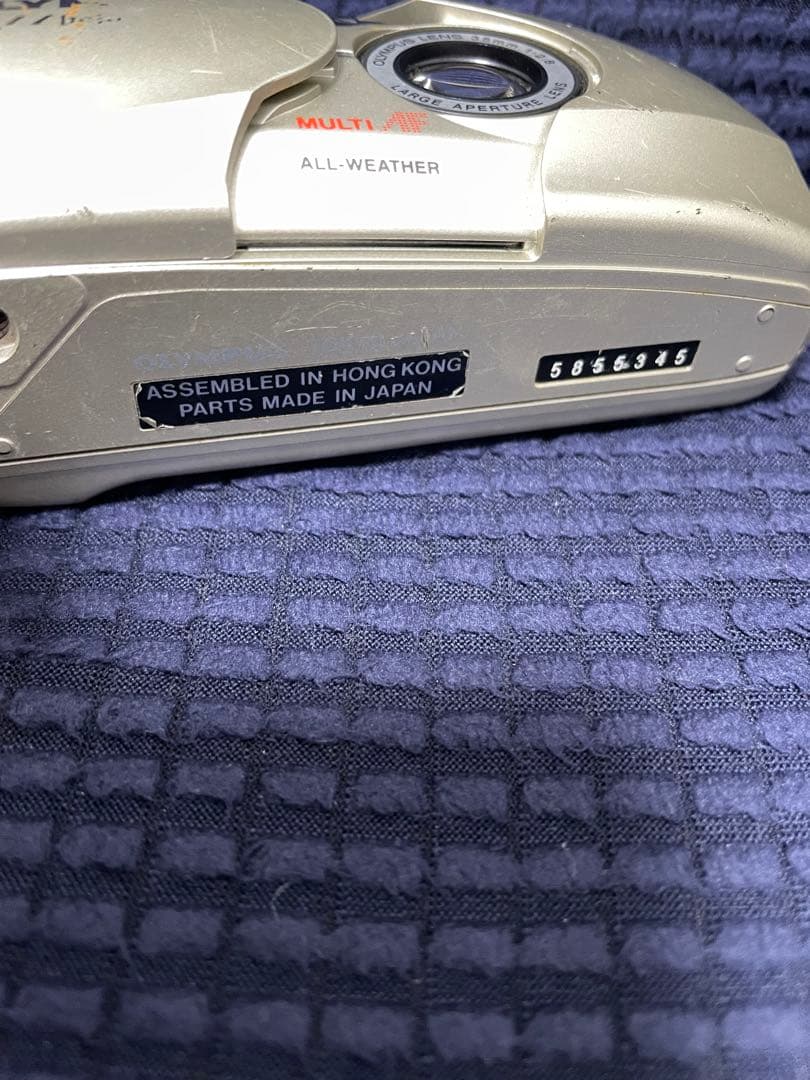 OLYMPUS LENS 35mm 1:2.8
LARGE APERTURE LENS
MULTI AF
ALL-WEATHER
OLYMPUS
ASSEMBLED IN HONG KONG
PARTS MADE IN JAPAN
5855345